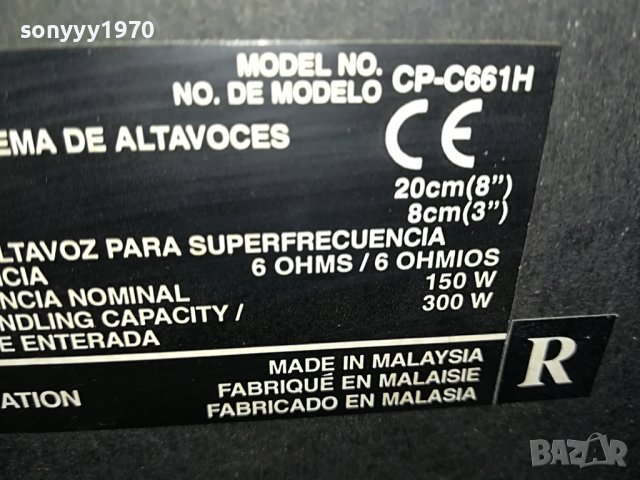 sonyyy1970
MODEL NO.
NO. DE MODELO CP-C661H
EMA DE ALTAVOCES
CE
20cm(8")
8cm(3")
ALTAVOZ PARA SUPERFRECUENCIA
NCIA 6 OHMS / 6 OHMIOS
NCIA NOMINAL 150 W
NDLING CAPACITY / 300 W
E ENTERADA
MADE IN MALAYSIA
FABRIQUÉ EN MALAISIE
ATION FABRICADO EN MALASIA
R
BAZAR